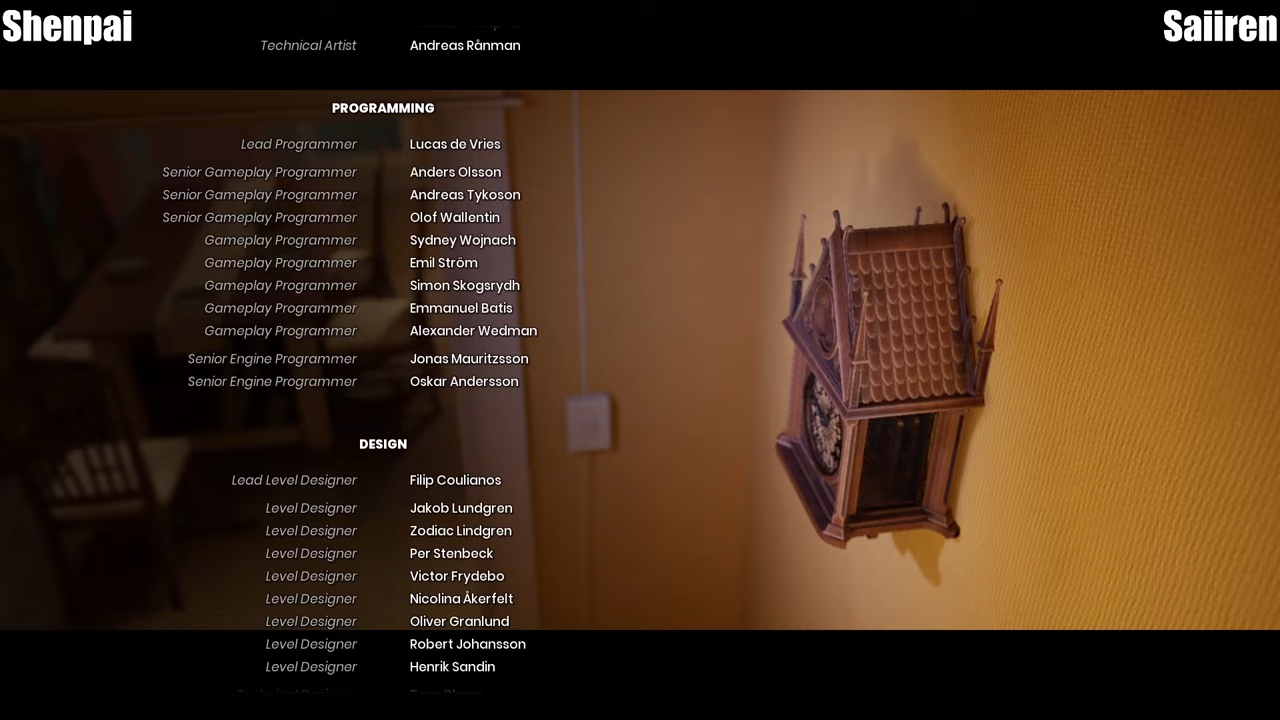 Shenpai
Saiiren
Technical Artist Andreas Rånman
PROGRAMMING
Lead Programmer Lucas de Vries
Senior Gameplay Programmer Anders Olsson
Senior Gameplay Programmer Andreas Tykoson
Senior Gameplay Programmer Olof Wallentin
Gameplay Programmer Sydney Wojnach
Gameplay Programmer Emil Ström
Gameplay Programmer Simon Skogsrydh
Gameplay Programmer Emmanuel Batis
Gameplay Programmer Alexander Wedman
Senior Engine Programmer Jonas Mauritzsson
Senior Engine Programmer Oskar Andersson
DESIGN
Lead Level Designer Filip Coulianos
Level Designer Jakob Lundgren
Level Designer Zodiac Lindgren
Level Designer Per Stenbeck
Level Designer Victor Frydebo
Level Designer Nicolina Åkerfelt
Level Designer Oliver Granlund
Level Designer Robert Johansson
Level Designer Henrik Sandin